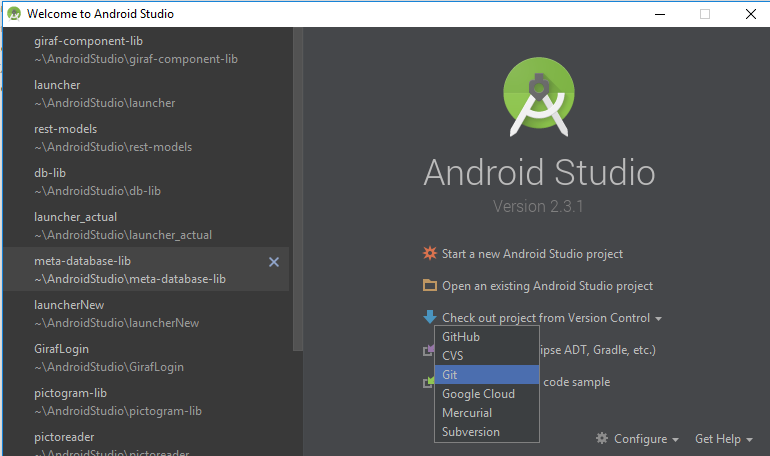 Welcome to Android Studio
giraf-component-lib
~\AndroidStudio\giraf-component-lib
launcher
~\AndroidStudio\launcher
rest-models
~\AndroidStudio\rest-models
db-lib
~\AndroidStudio\db-lib
launcher_actual
~\AndroidStudio\launcher_actual
meta-database-lib
~\AndroidStudio\meta-database-lib
launcherNew
~\AndroidStudio\launcherNew
GirafLogin
~\AndroidStudio\GirafLogin
pictogram-lib
~\AndroidStudio\pictogram-lib
pictoreader
~\AndroidStudio\pictoreader
Android Studio
Version 2.3.1
Start a new Android Studio project
Open an existing Android Studio project
Check out project from Version Control
GitHub
CVS
Git
Google Cloud
Mercurial
Subversion
ipse ADT, Gradle, etc.)
code sample
Configure
Get Help